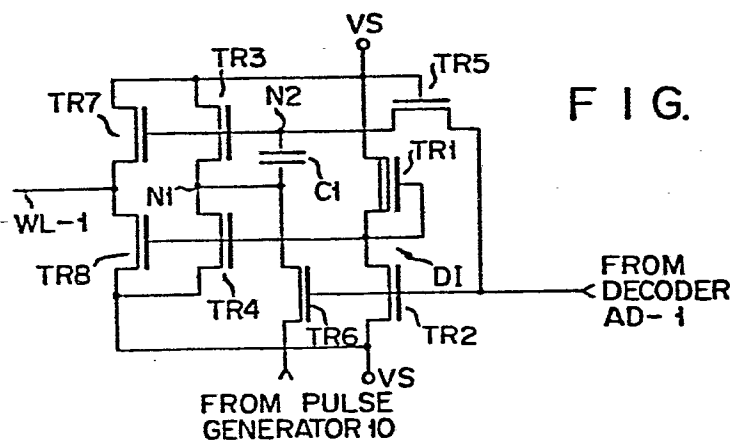 VS
TR3
TR5
F I G.
TR7
N2
TR1
N1
C1
WL-1
TR8
TR4
DI
FROM
DECODER
AD-1
TR6
TR2
VS
FROM PULSE
GENERATOR 10